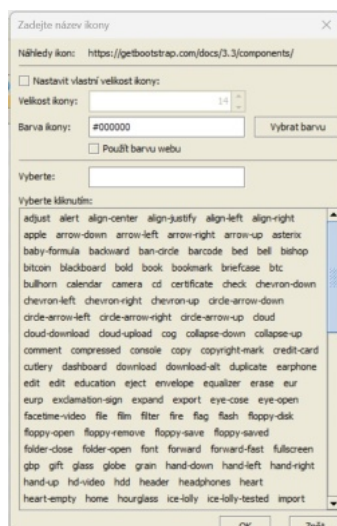 Zadejte název ikony
Náhledy ikon: https://getbootstrap.com/docs/3.3/components/
Nastavit vlastní velikost ikony:
Velikost ikony: 14
Barva ikony: #000000 Vybrat barvu
Použít barvu webu
Vyberte:
Vyberte kliknutím:
adjust alert align-center align-justify align-left align-right
apple arrow-down arrow-left arrow-right arrow-up asterix
baby-formula backward ban-circle barcode bed bell bishop
bitcoin blackboard bold book bookmark briefcase btc
bullhorn calendar camera cd certificate check chevron-down
chevron-left chevron-right chevron-up circle-arrow-down
circle-arrow-left circle-arrow-right circle-arrow-up cloud
cloud-download cloud-upload cog collapse-down collapse-up
comment compressed console copy copyright-mark credit-card
cutlery dashboard download download-alt duplicate earphone
edit edit education eject envelope equalizer erase eur
eurp exclamation-sign expand export eye-cose eye-open
facetime-video file film filter fire flag flash floppy-disk
floppy-open floppy-remove floppy-save floppy-saved
folder-close folder-open font forward forward-fast fullscreen
gbp gift glass globe grain hand-down hand-left hand-right
hand-up hd-video hdd header headphones heart
heart-empty home hourglass ice-lolly ice-lolly-tested import
OK Zpět